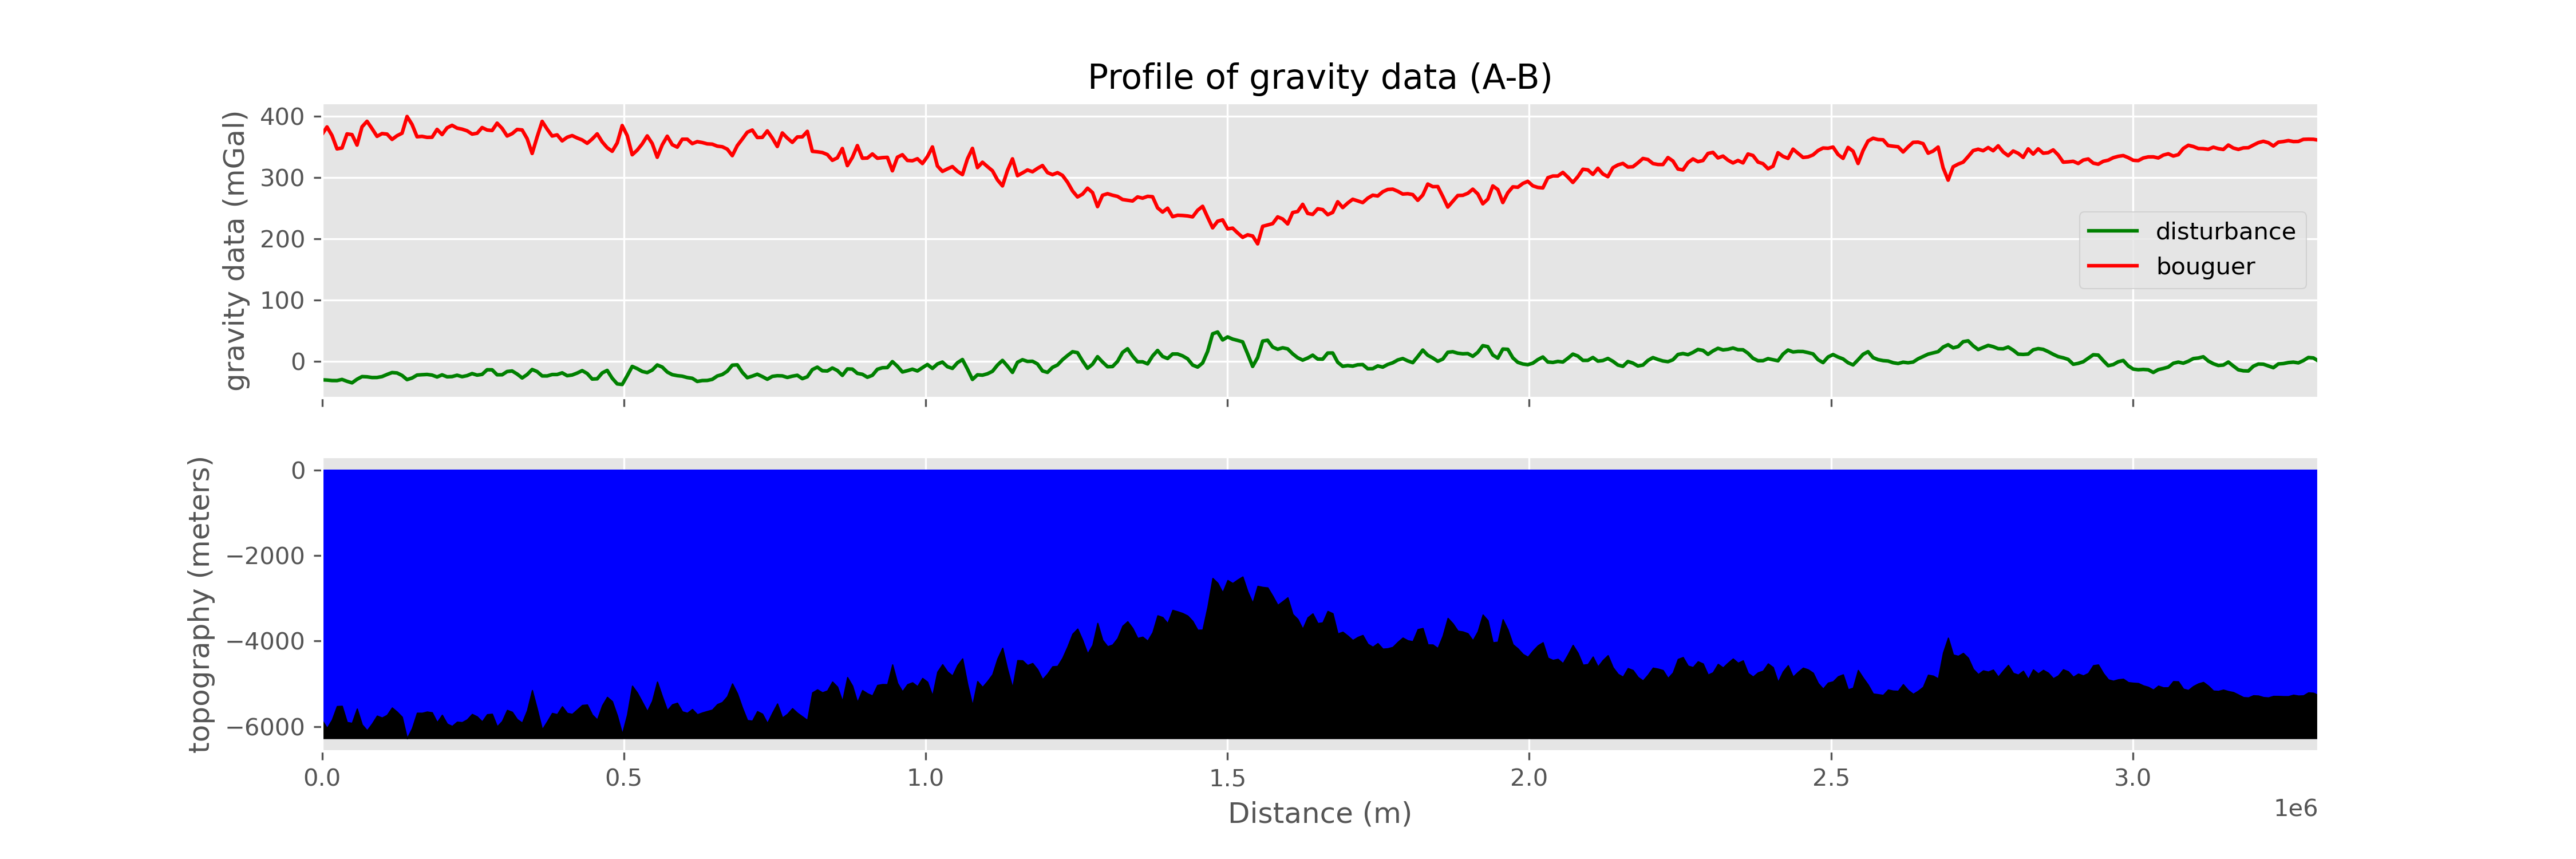 Profile of gravity data (A-B)
gravity data (mGal)
400
300
200
100
0
disturbance
bouguer
topography (meters)
0
−2000
−4000
−6000
0.0 0.5 1.0 1.5 2.0 2.5 3.0
Distance (m)
1e6